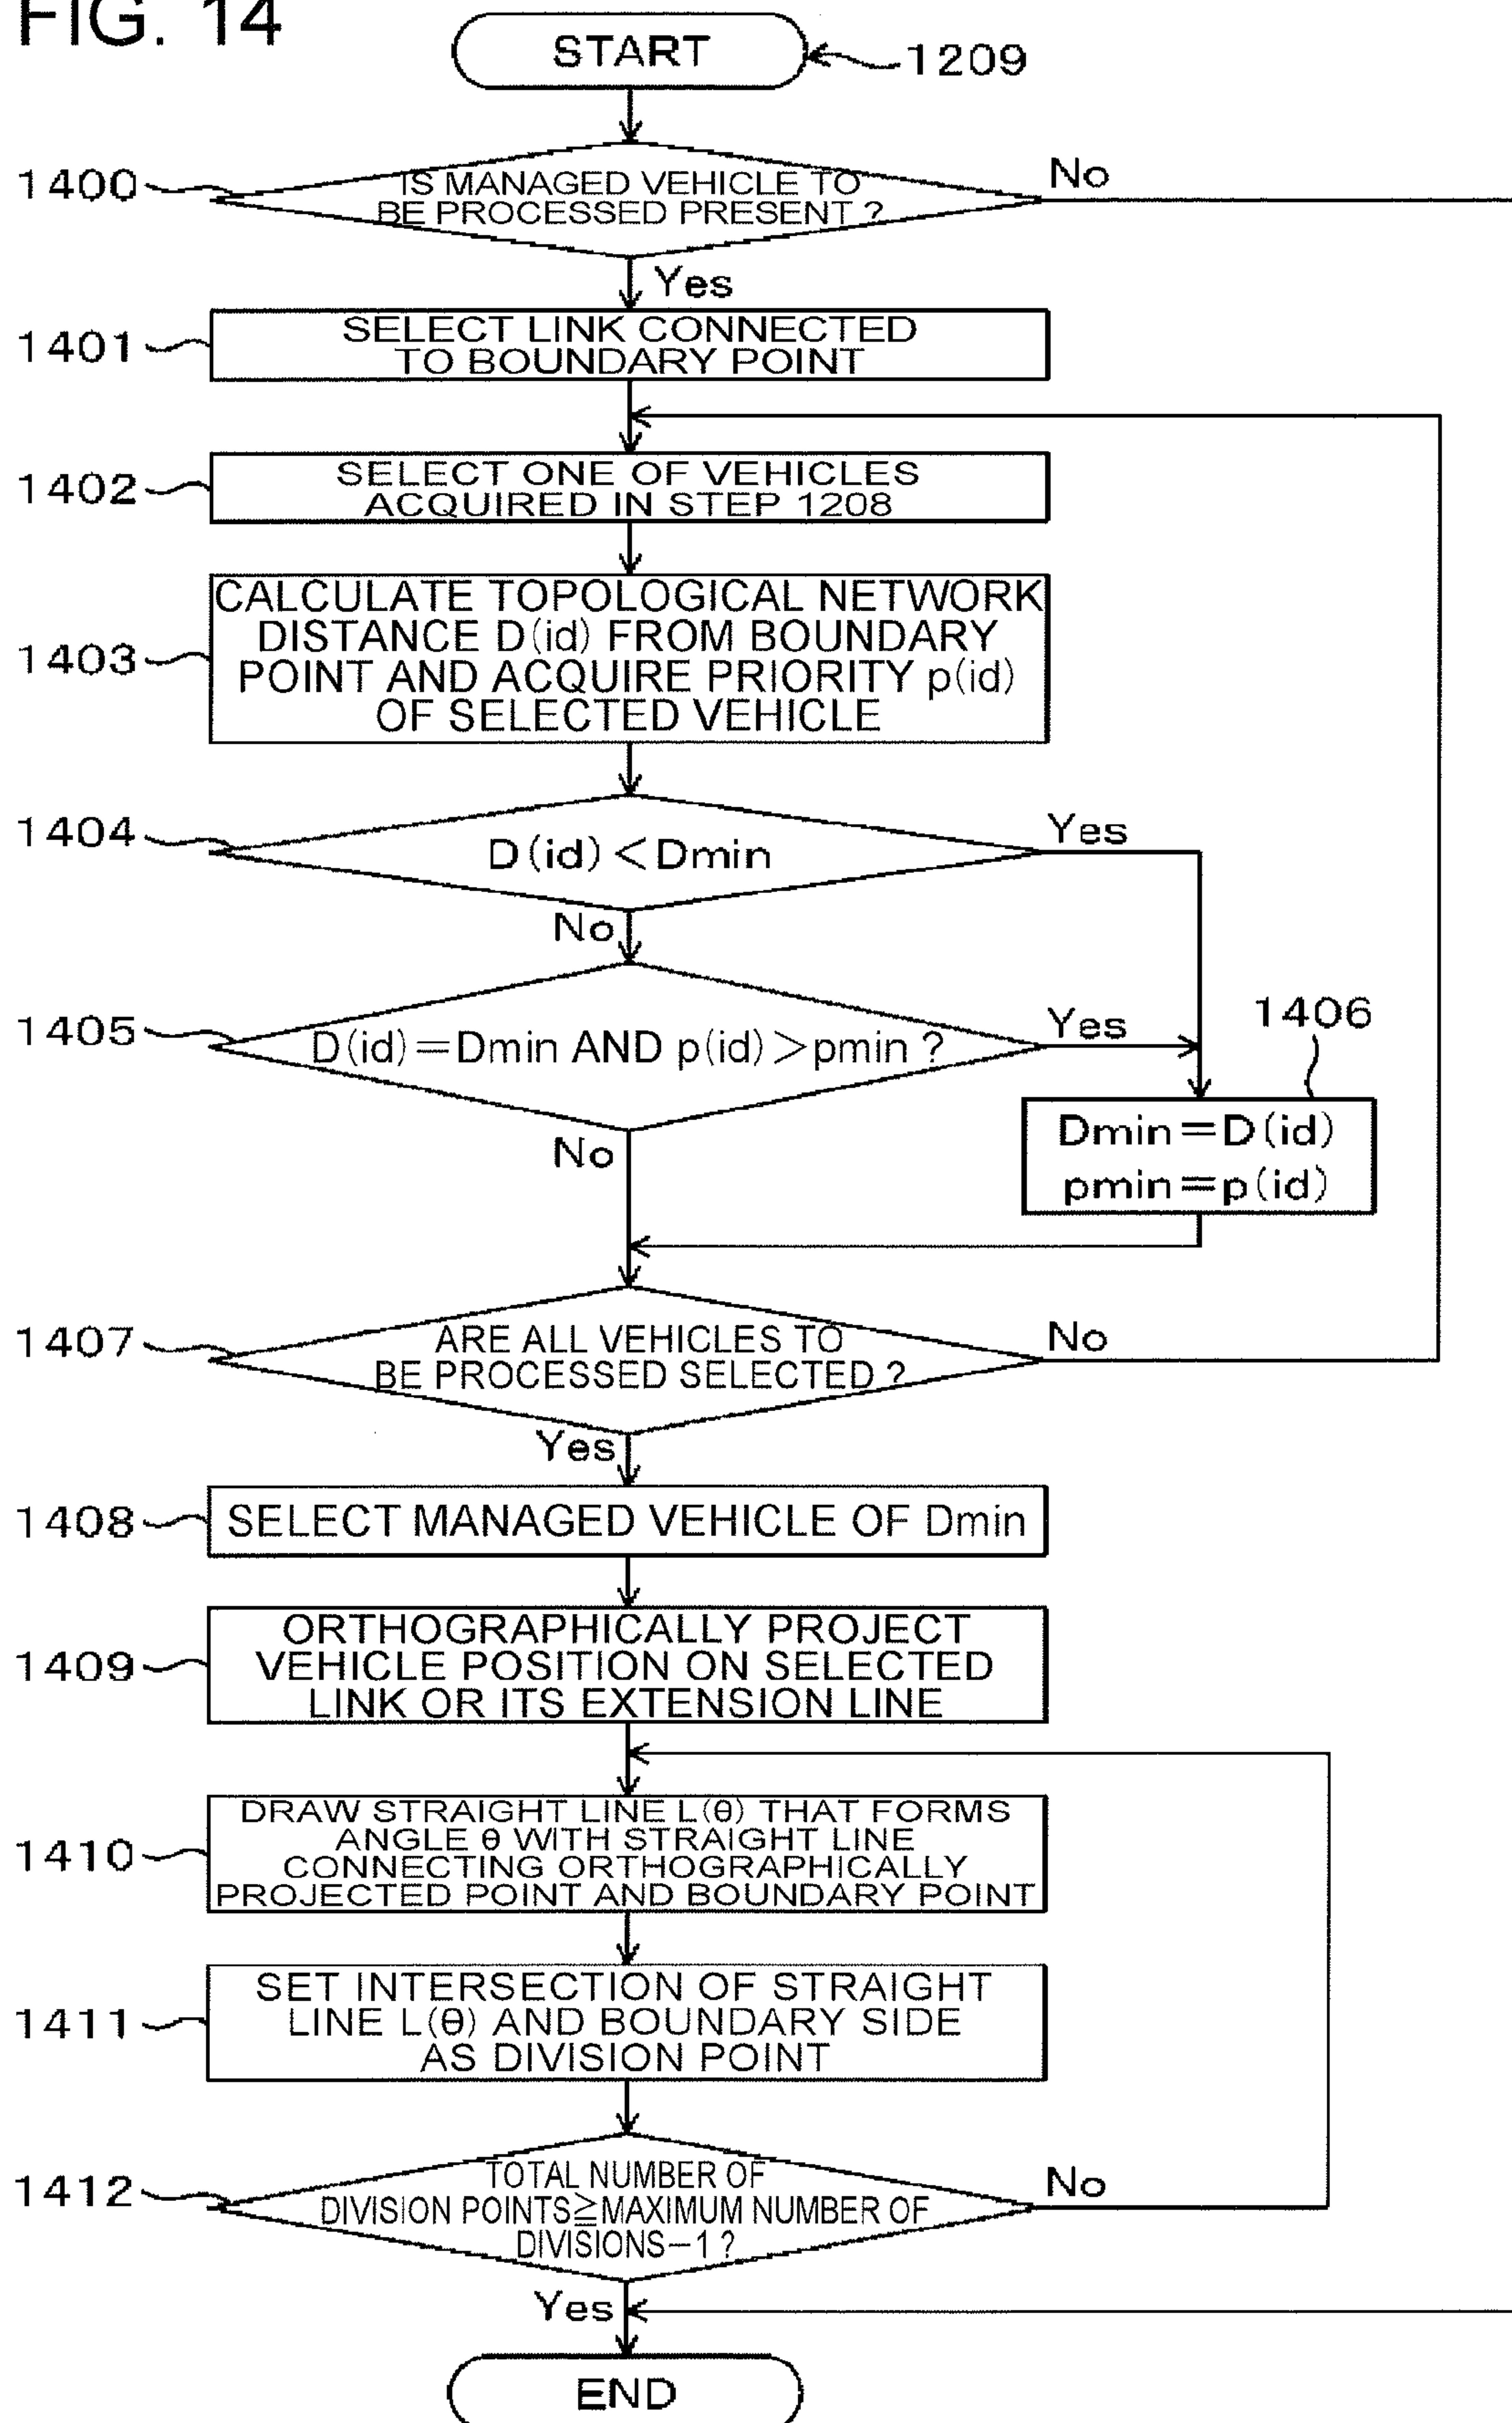 FIG. 14
START
1209
1400
IS MANAGED VEHICLE TO
BE PROCESSED PRESENT ?
No
Yes
1401
SELECT LINK CONNECTED
TO BOUNDARY POINT
1402
SELECT ONE OF VEHICLES
ACQUIRED IN STEP 1208
1403
CALCULATE TOPOLOGICAL NETWORK
DISTANCE D(id) FROM BOUNDARY
POINT AND ACQUIRE PRIORITY p(id)
OF SELECTED VEHICLE
1404
D(id)<Dmin
Yes
No
1405
D(id)=Dmin AND p(id)>pmin ?
Yes
1406
Dmin=D(id)
pmin=p(id)
No
1407
ARE ALL VEHICLES TO
BE PROCESSED SELECTED ?
No
Yes
1408
SELECT MANAGED VEHICLE OF Dmin
1409
ORTHOGRAPHICALLY PROJECT
VEHICLE POSITION ON SELECTED
LINK OR ITS EXTENSION LINE
1410
DRAW STRAIGHT LINE L(θ) THAT FORMS
ANGLE θ WITH STRAIGHT LINE
CONNECTING ORTHOGRAPHICALLY
PROJECTED POINT AND BOUNDARY POINT
1411
SET INTERSECTION OF STRAIGHT
LINE L(θ) AND BOUNDARY SIDE
AS DIVISION POINT
1412
TOTAL NUMBER OF
DIVISION POINTS≧MAXIMUM NUMBER OF
DIVISIONS−1 ?
No
Yes
END